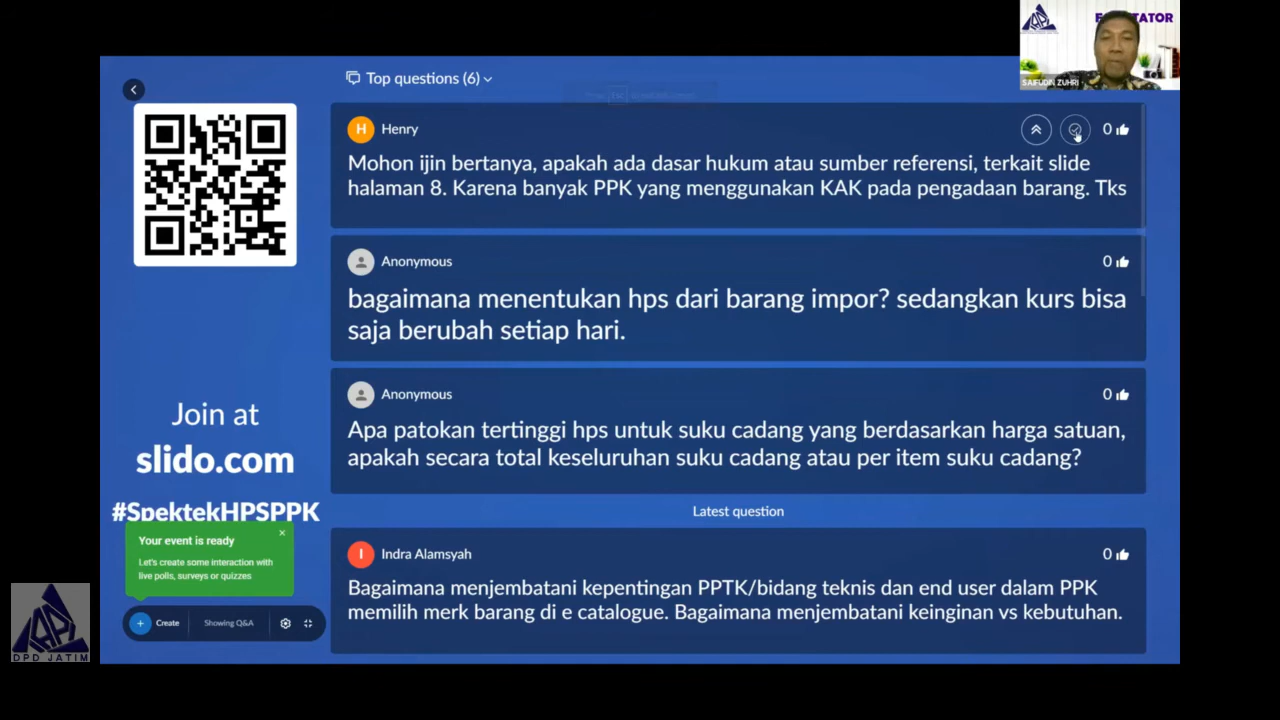 Top questions (6)
H Henry
0
Mohon ijin bertanya, apakah ada dasar hukum atau sumber referensi, terkait slide
halaman 8. Karena banyak PPK yang menggunakan KAK pada pengadaan barang. Tks
Anonymous
0
bagaimana menentukan hps dari barang impor? sedangkan kurs bisa
saja berubah setiap hari.
Anonymous
0
Apa patokan tertinggi hps untuk suku cadang yang berdasarkan harga satuan,
apakah secara total keseluruhan suku cadang atau per item suku cadang?
Latest question
I Indra Alamsyah
0
Bagaimana menjembatani kepentingan PPTK/bidang teknis dan end user dalam PPK
memilih merk barang di e catalogue. Bagaimana menjembatani keinginan vs kebutuhan.
Join at
slido.com
#SpektekHPSPPK
Your event is ready
Let's create some interaction with
live polls, surveys or quizzes
Create
Showing Q&A
SAIFUDIN ZUHRI
DPD JATIM